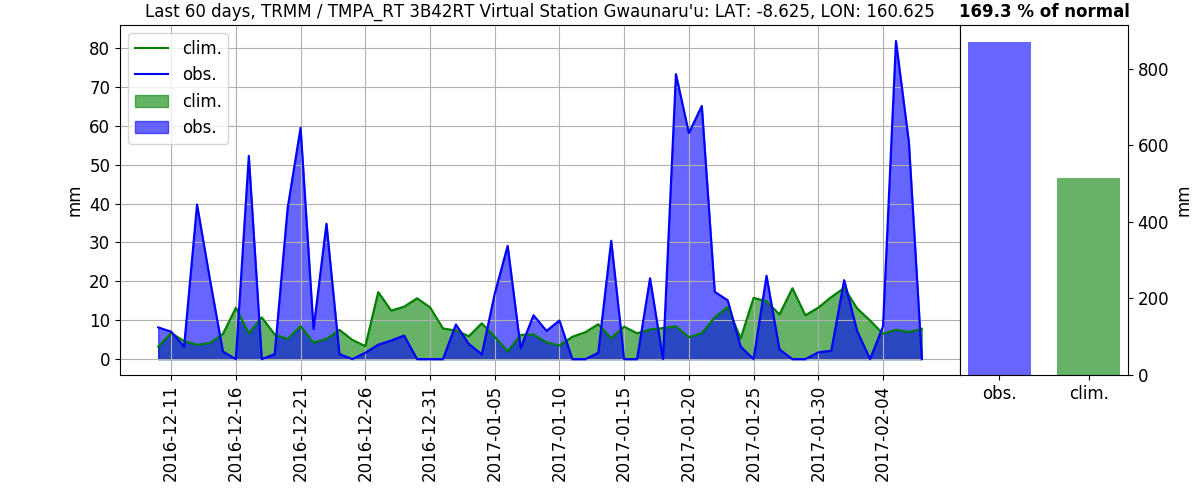 Last 60 days, TRMM / TMPA_RT 3B42RT Virtual Station Gwaunaru'u: LAT: -8.625, LON: 160.625
169.3 % of normal
clim.
obs.
clim.
obs.
mm
80
70
60
50
40
30
20
10
0
2016-12-11
2016-12-16
2016-12-21
2016-12-26
2016-12-31
2017-01-05
2017-01-10
2017-01-15
2017-01-20
2017-01-25
2017-01-30
2017-02-04
800
600
400
200
0
mm
obs.
clim.